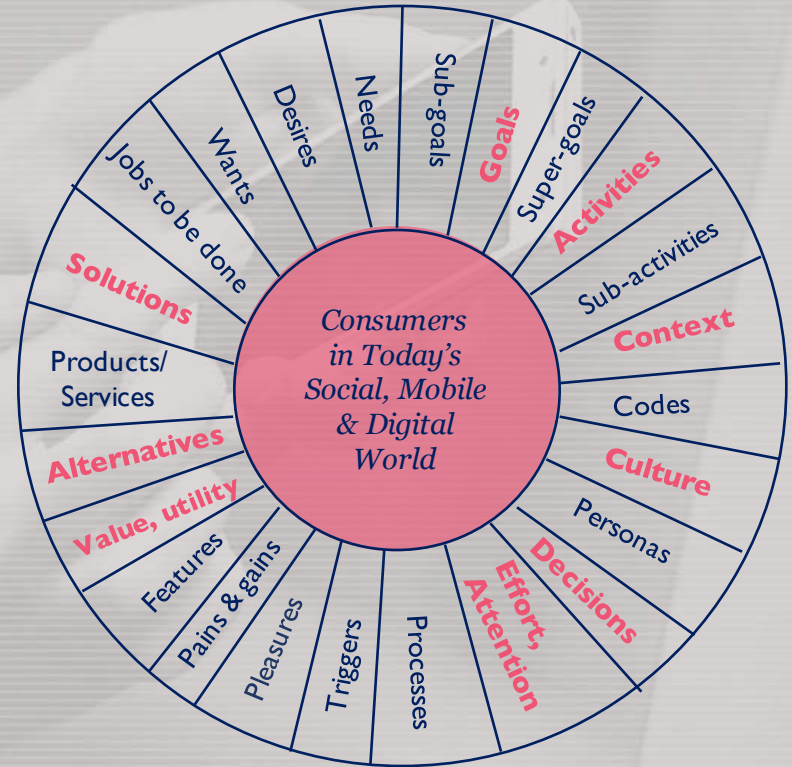 Consumers
in Today's
Social, Mobile
& Digital
World
Sub-goals
Goals
Super-goals
Activities
Sub-activities
Context
Codes
Culture
Personas
Decisions
Effort,
Attention
Processes
Triggers
Pleasures
Pains & gains
Features
Value, utility
Alternatives
Products/
Services
Solutions
Jobs to be done
Wants
Desires
Needs